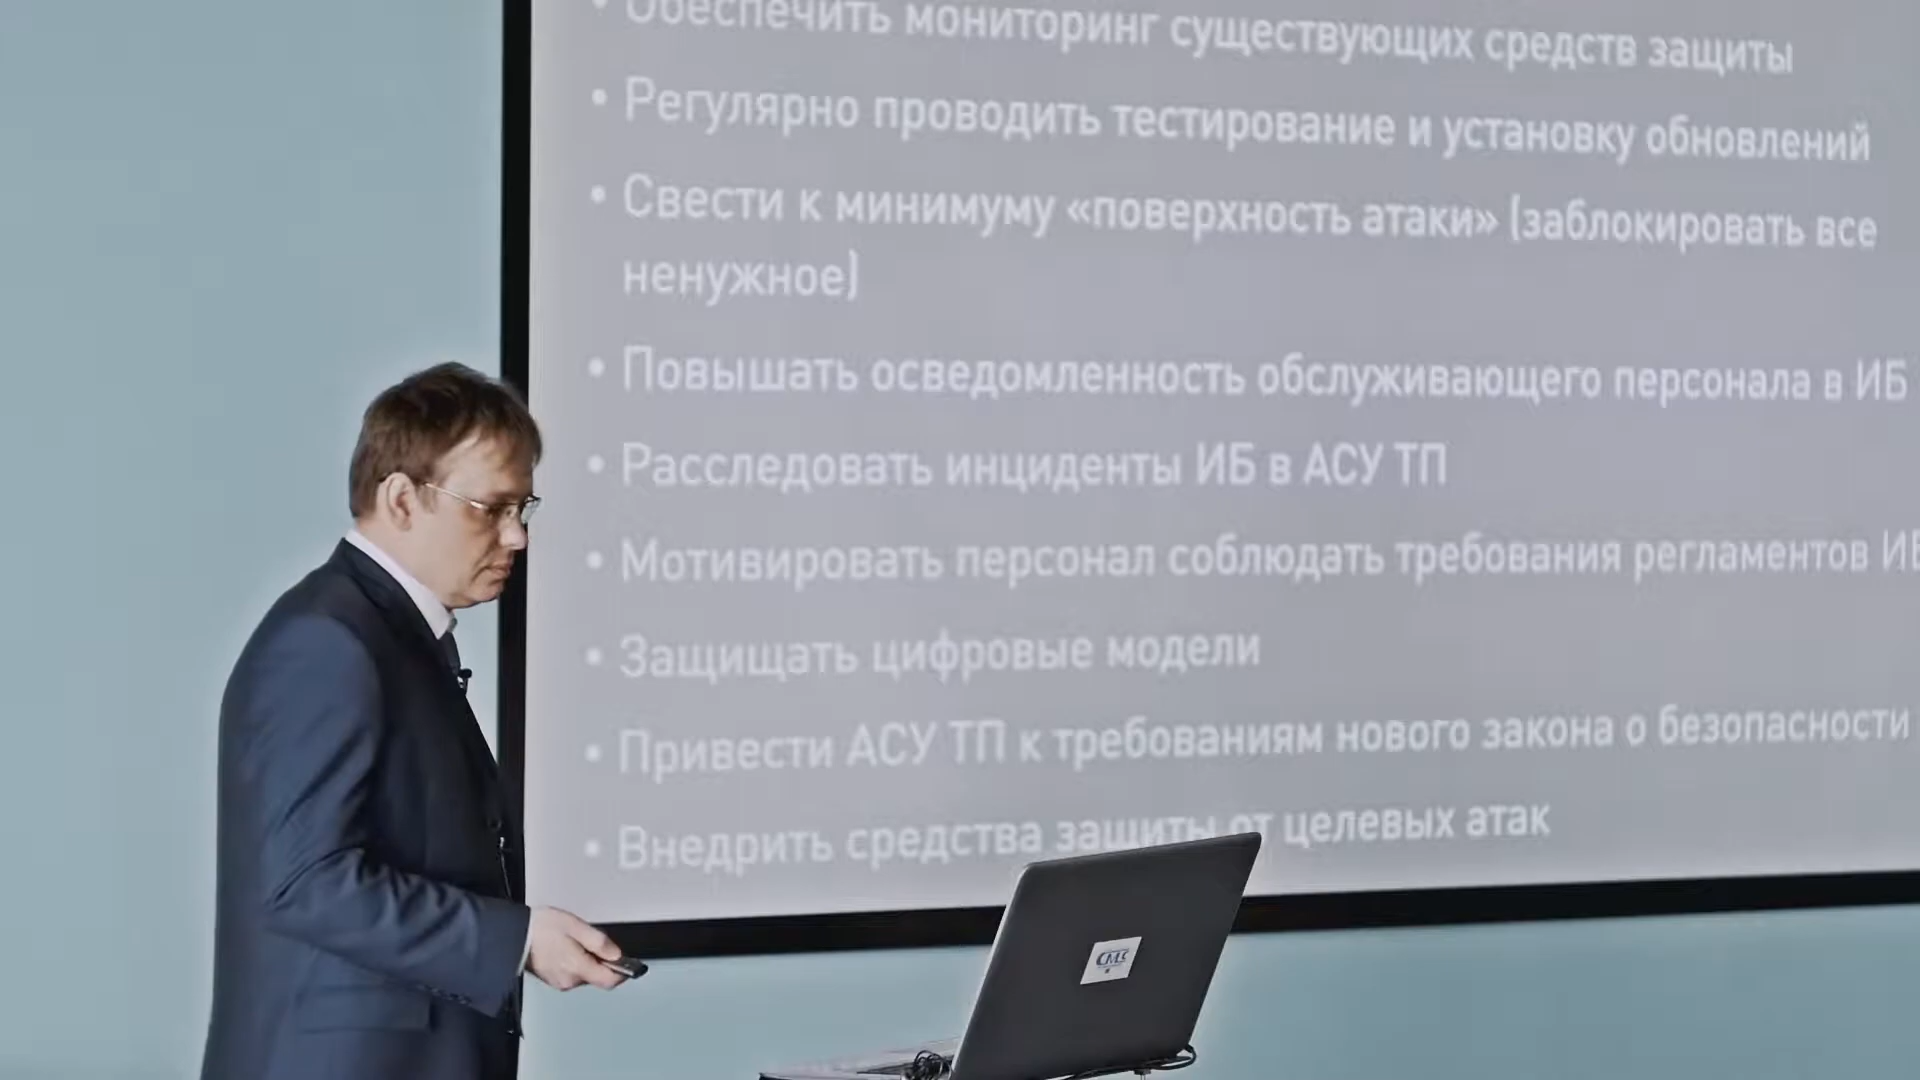 • Обеспечить мониторинг существующих средств защиты
• Регулярно проводить тестирование и установку обновлений
• Свести к минимуму «поверхность атаки» (заблокировать все
ненужное)
• Повышать осведомленность обслуживающего персонала в ИБ
• Расследовать инциденты ИБ в АСУ ТП
• Мотивировать персонал соблюдать требования регламентов ИБ
• Защищать цифровые модели
• Привести АСУ ТП к требованиям нового закона о безопасности
• Внедрить средства защиты от целевых атак